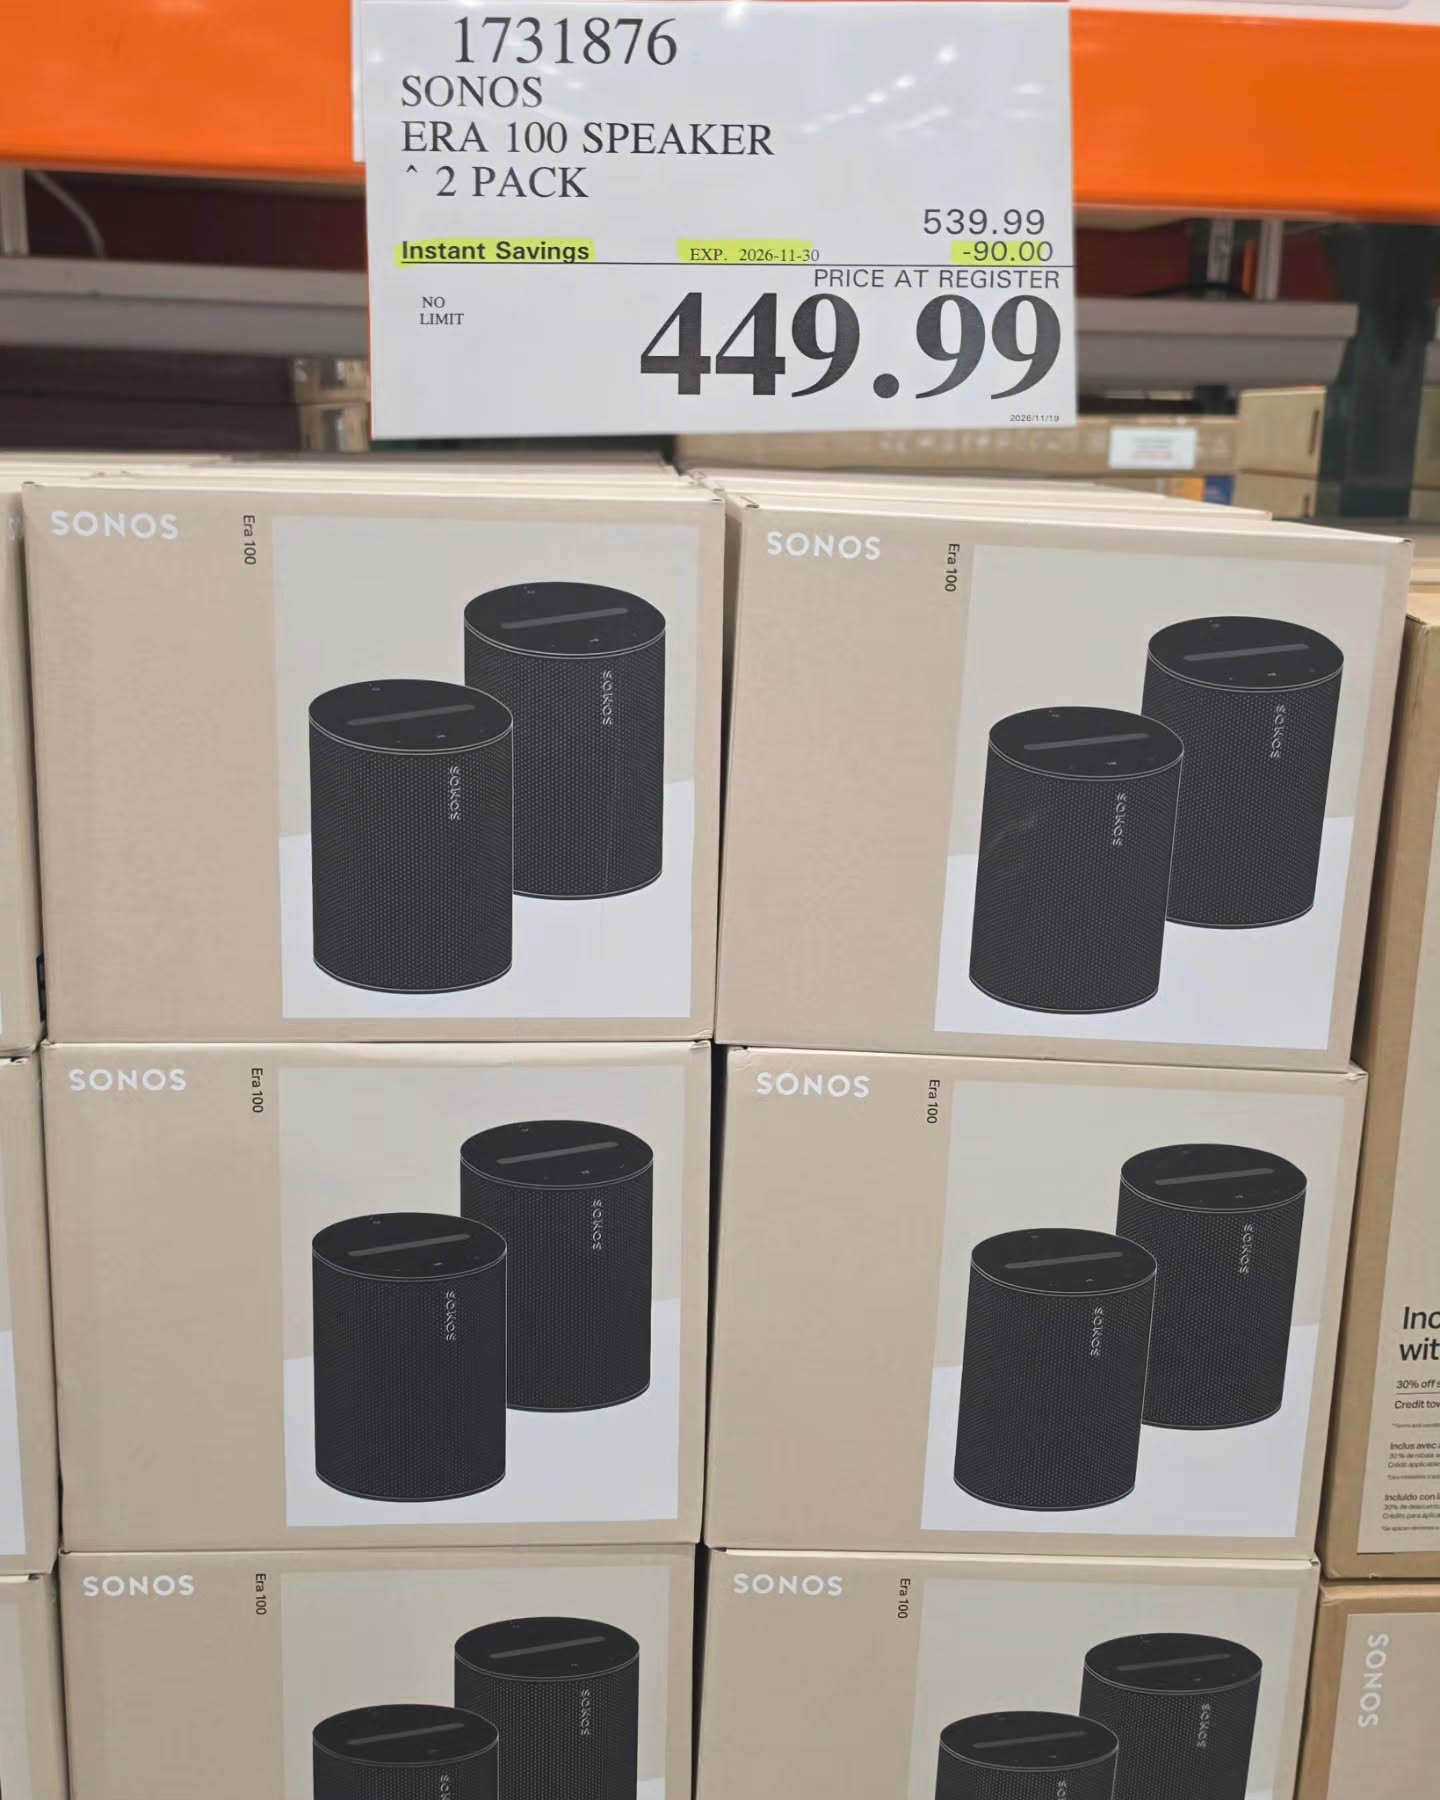 1731876
SONOS
ERA 100 SPEAKER
^ 2 PACK
539.99
Instant Savings EXP. 2026-11-30 -90.00
PRICE AT REGISTER
NO
LIMIT
449.99
2026/11/19
SONOS Era 100
SONOS
SONOS
SONOS Era 100
SONOS
SONOS
SONOS Era 100
SONOS
SONOS
SONOS Era 100
SONOS
SONOS
SONOS Era 100
SONOS
SONOS
SONOS Era 100
SONOS
SONOS
30% off
Inclus avec
SONOS